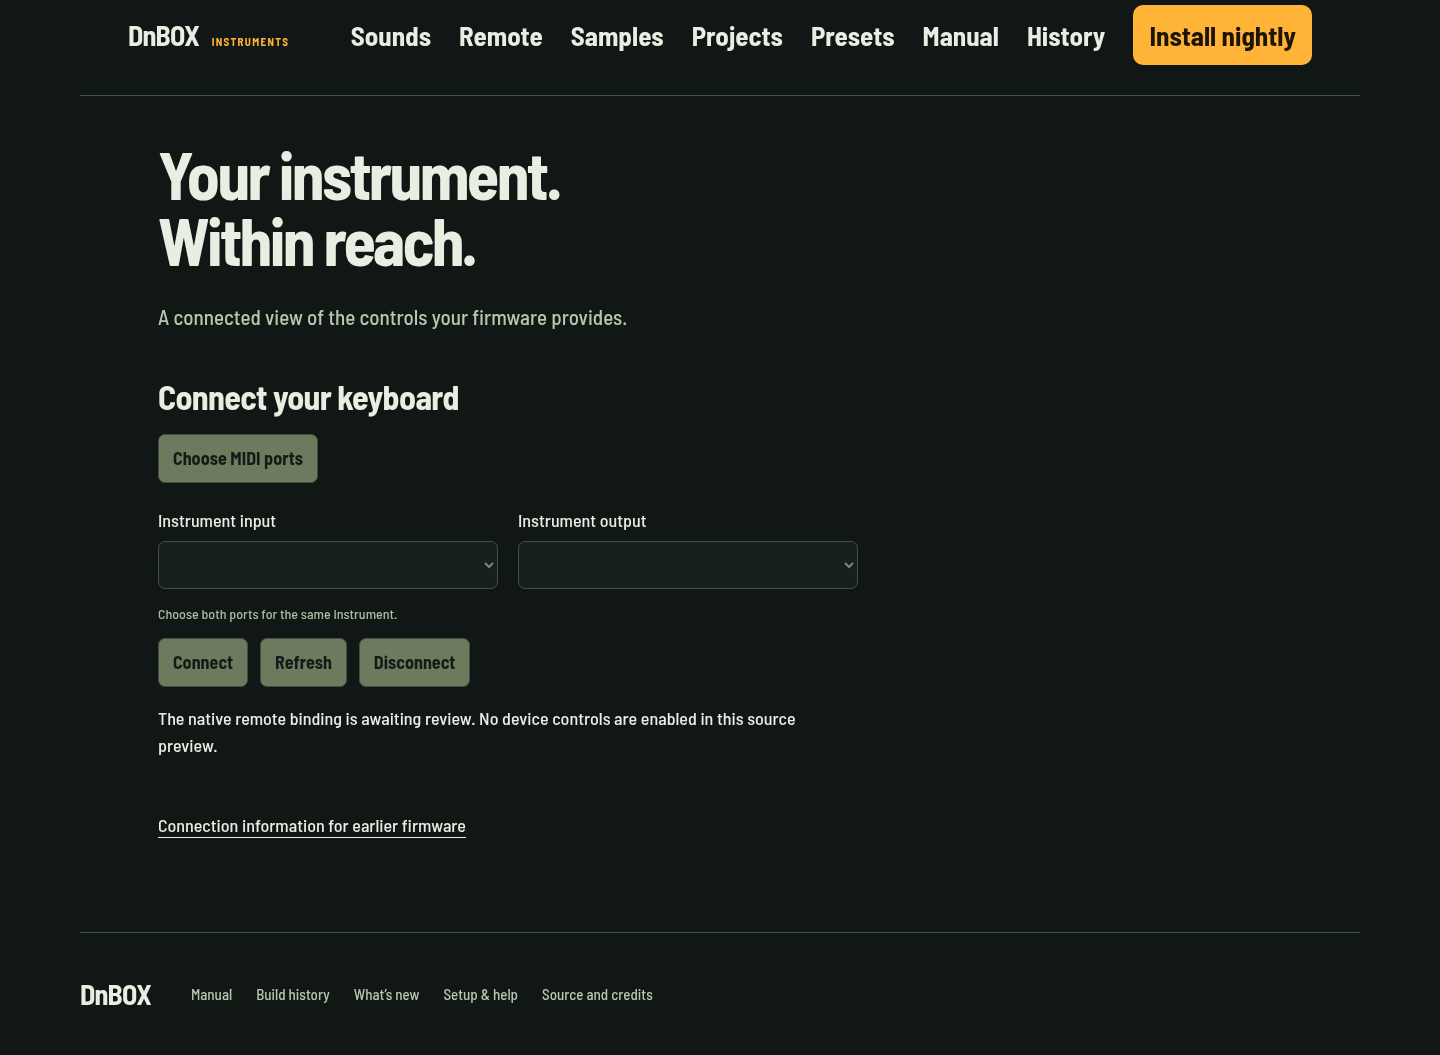 DnBOX INSTRUMENTS Sounds Remote Samples Projects Presets Manual History Install nightly
Your instrument.
Within reach.
A connected view of the controls your firmware provides.
Connect your keyboard
Choose MIDI ports
Instrument input Instrument output
Choose both ports for the same instrument.
Connect Refresh Disconnect
The native remote binding is awaiting review. No device controls are enabled in this source
preview.
Connection information for earlier firmware
DnBOX Manual Build history What’s new Setup & help Source and credits